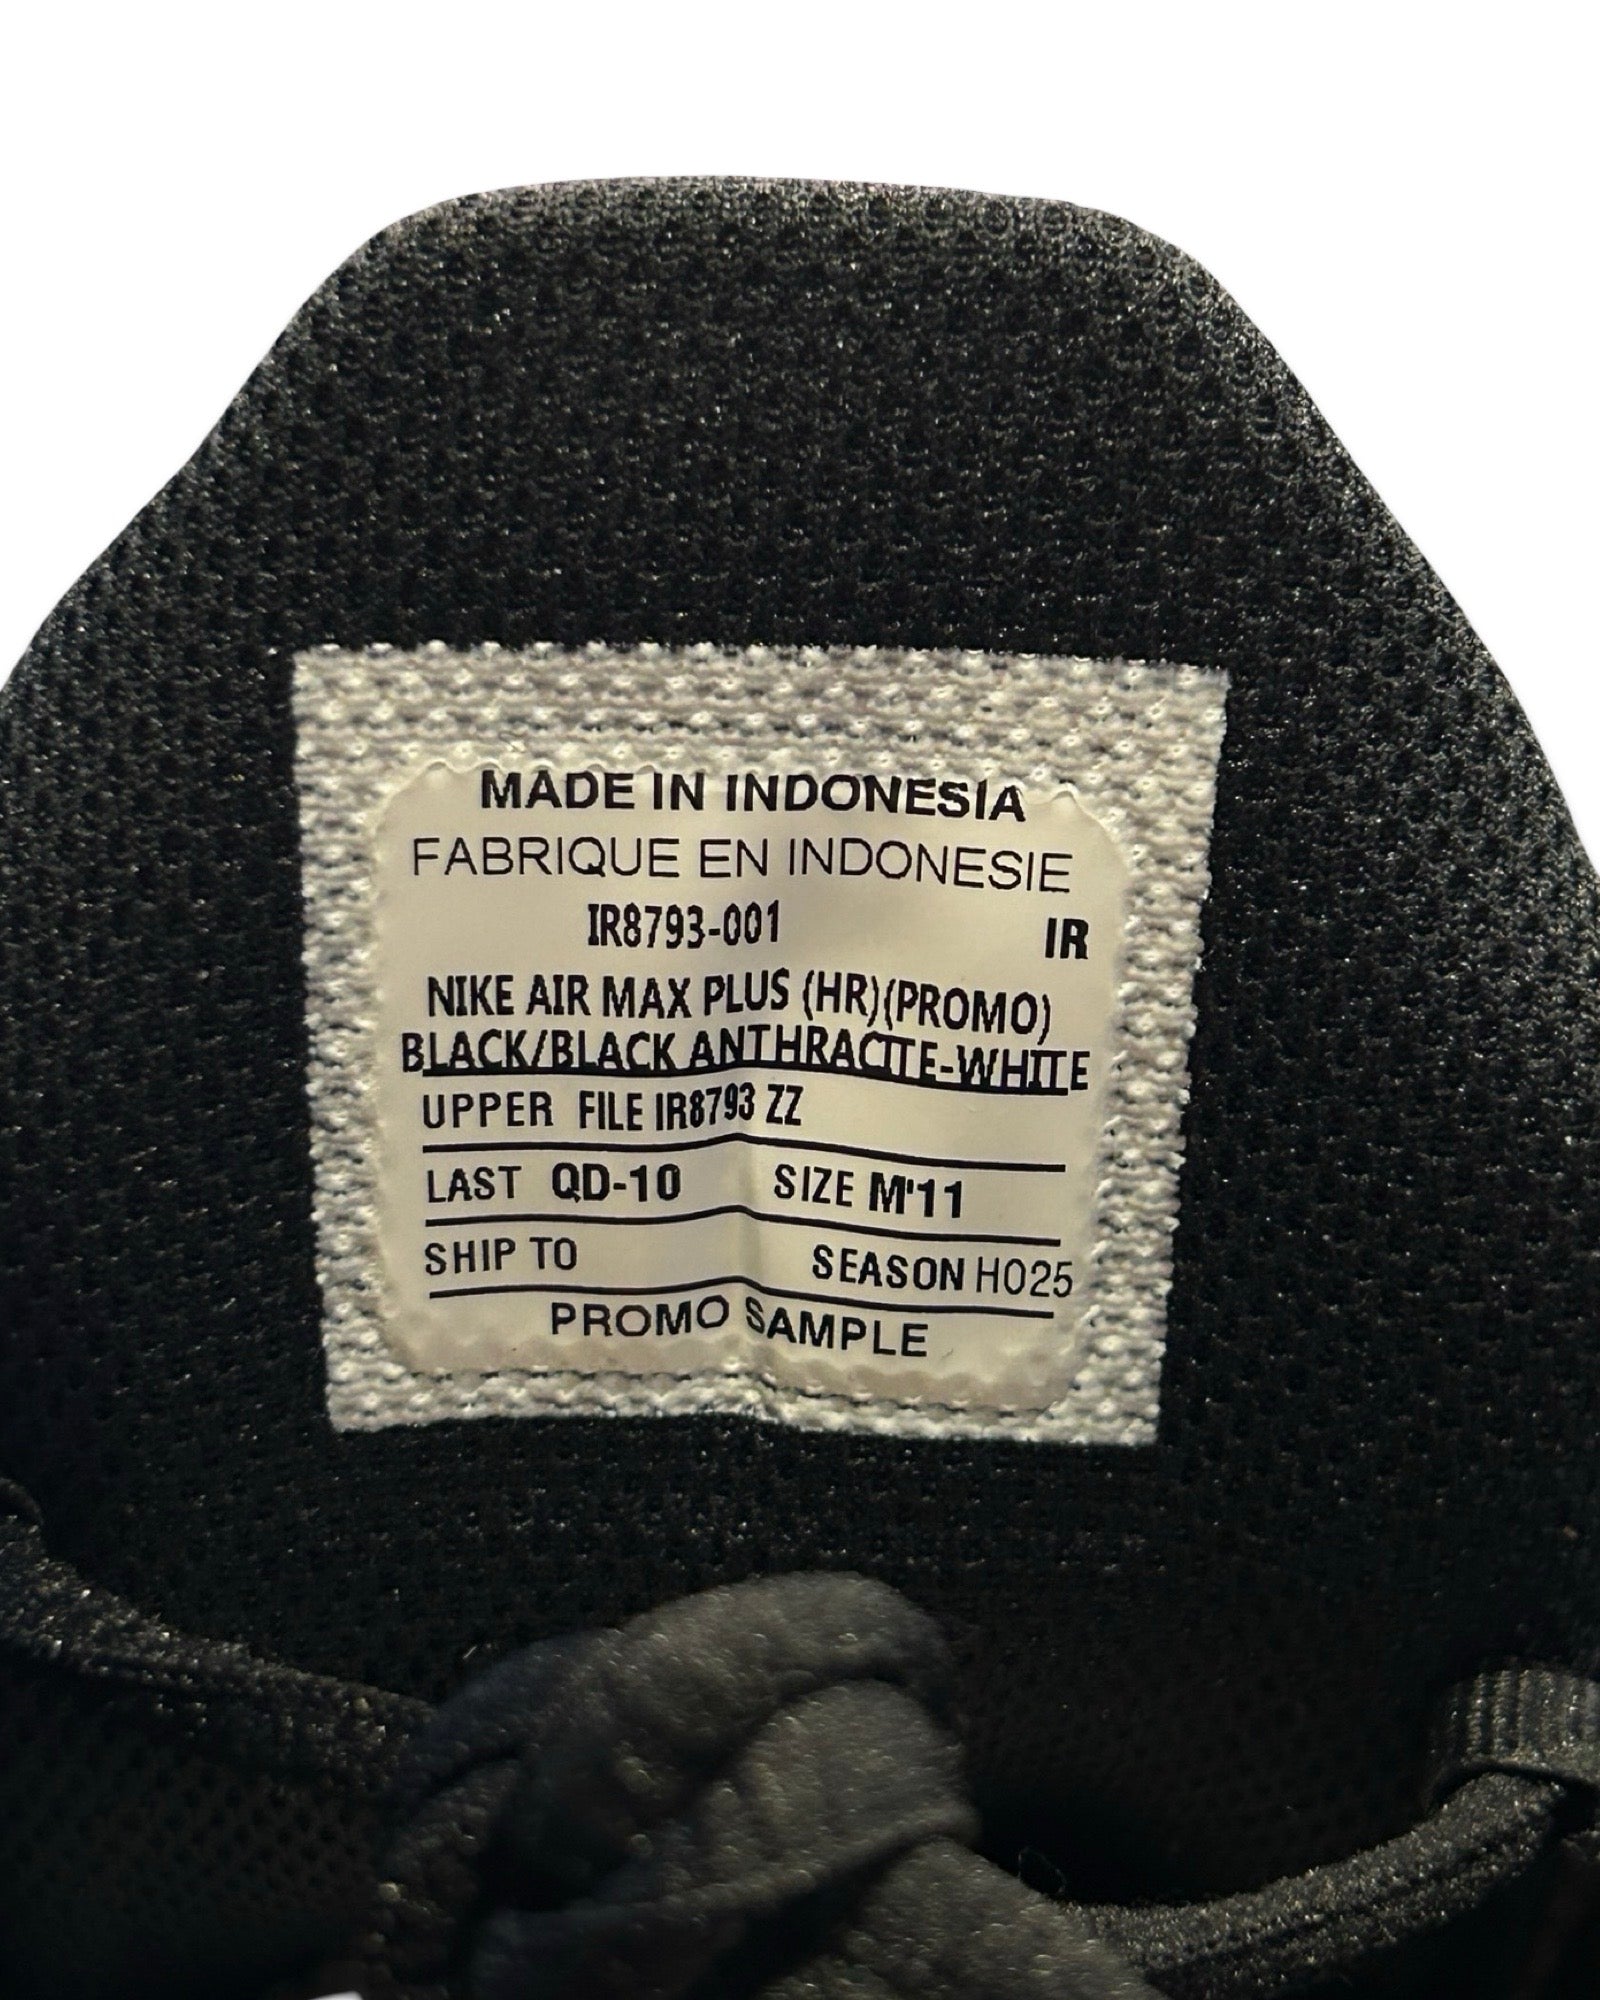 MADE IN INDONESIA
FABRIQUE EN INDONESIE
IR8793-001 IR
NIKE AIR MAX PLUS (HR)(PROMO)
BLACK/BLACK ANTHRACITE-WHITE
UPPER FILE IR8793 ZZ
LAST QD-10 SIZE M'11
SHIP TO SEASON HO25
PROMO SAMPLE